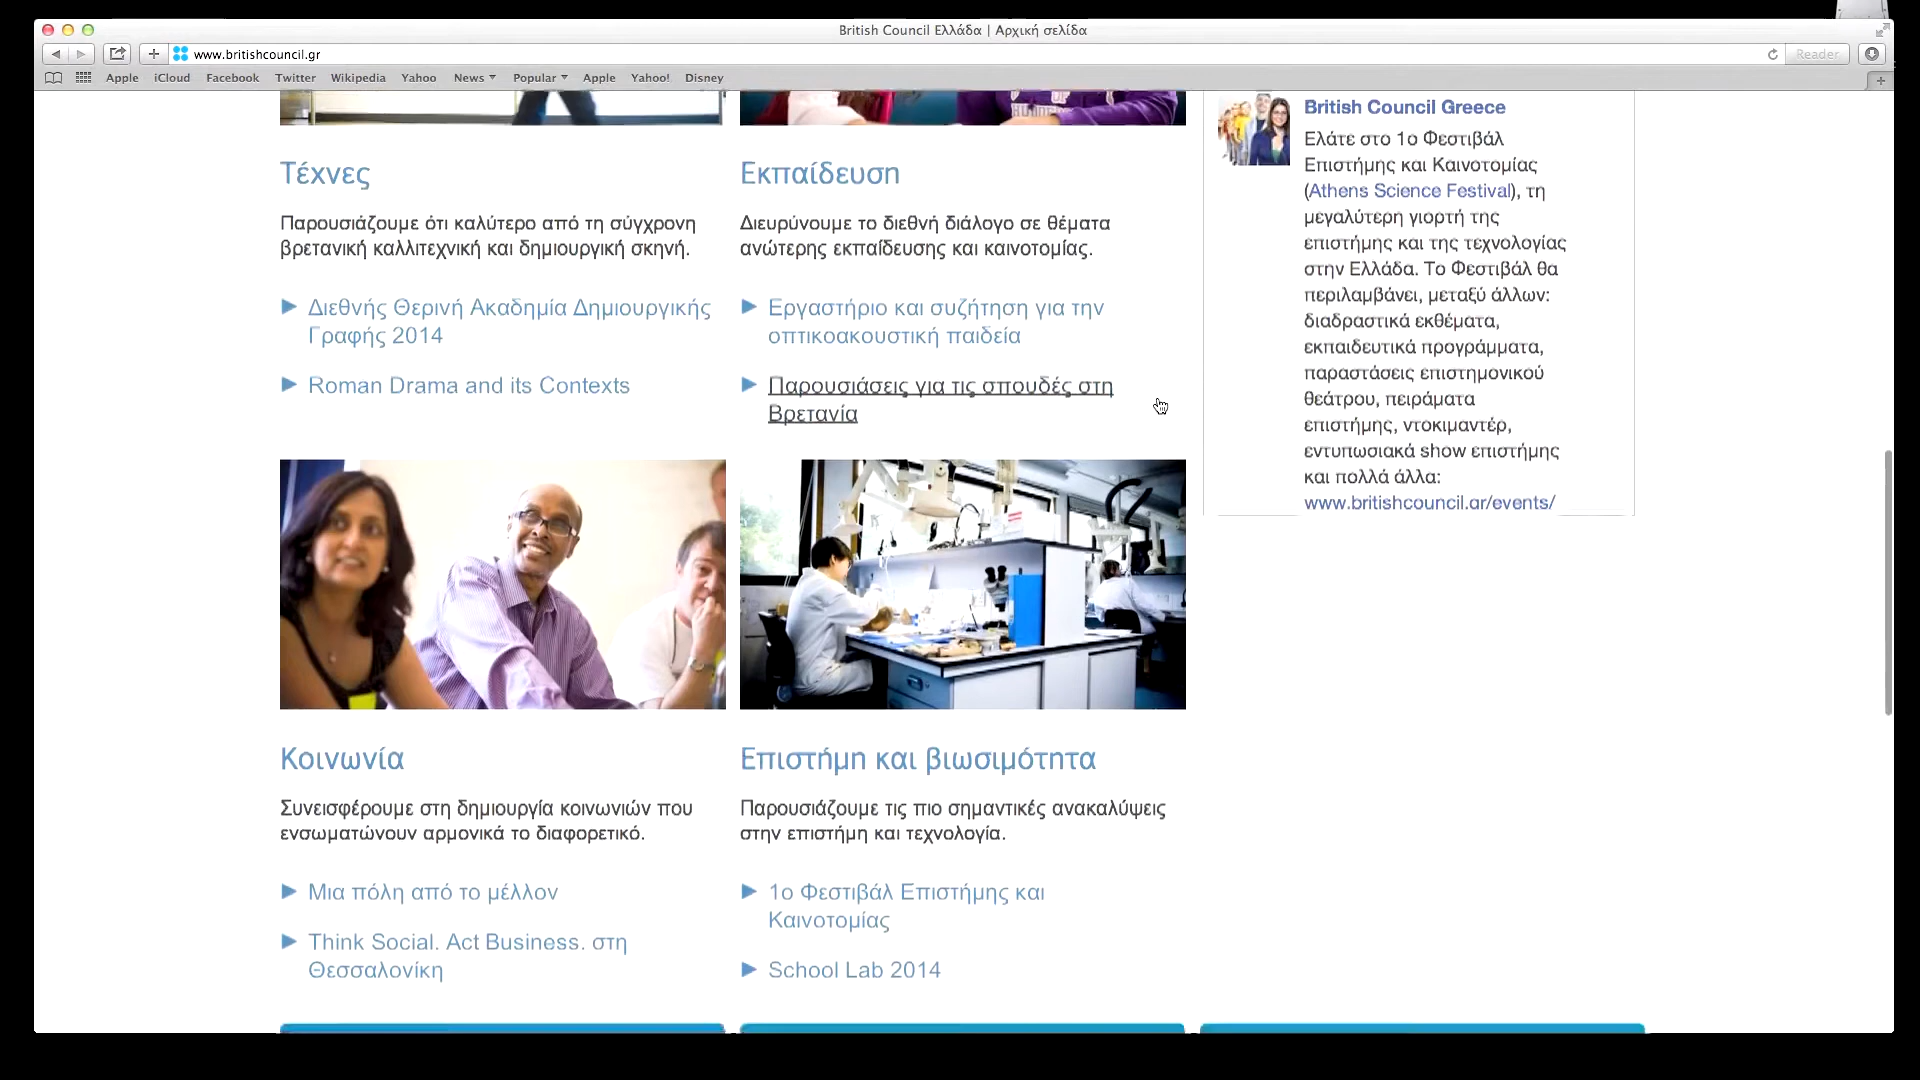 British Council Ελλάδα | Αρχική σελίδα
www.britishcouncil.gr
Reader
Apple iCloud Facebook Twitter Wikipedia Yahoo News Popular Apple Yahoo! Disney
Τέχνες
Παρουσιάζουμε ότι καλύτερο από τη σύγχρονη
βρετανική καλλιτεχνική και δημιουργική σκηνή.
Διεθνής Θερινή Ακαδημία Δημιουργικής
Γραφής 2014
Roman Drama and its Contexts
Εκπαίδευση
Διευρύνουμε το διεθνή διάλογο σε θέματα
ανώτερης εκπαίδευσης και καινοτομίας.
Εργαστήριο και συζήτηση για την
οπτικοακουστική παιδεία
Παρουσιάσεις για τις σπουδές στη
Βρετανία
British Council Greece
Ελάτε στο 1ο Φεστιβάλ
Επιστήμης και Καινοτομίας
(Athens Science Festival), τη
μεγαλύτερη γιορτή της
επιστήμης και της τεχνολογίας
στην Ελλάδα. Το Φεστιβάλ θα
περιλαμβάνει, μεταξύ άλλων:
διαδραστικά εκθέματα,
εκπαιδευτικά προγράμματα,
παραστάσεις επιστημονικού
θεάτρου, πειράματα
επιστήμης, ντοκιμαντέρ,
εντυπωσιακά show επιστήμης
και πολλά άλλα:
www.britishcouncil.gr/events/
Κοινωνία
Συνεισφέρουμε στη δημιουργία κοινωνιών που
ενσωματώνουν αρμονικά το διαφορετικό.
Μια πόλη από το μέλλον
Think Social. Act Business. στη
Θεσσαλονίκη
Επιστήμη και βιωσιμότητα
Παρουσιάζουμε τις πιο σημαντικές ανακαλύψεις
στην επιστήμη και τεχνολογία.
1ο Φεστιβάλ Επιστήμης και
Καινοτομίας
School Lab 2014